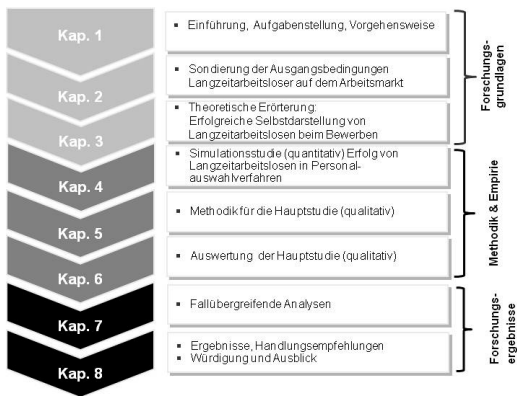 Kap. 1
▪ Einführung, Aufgabenstellung, Vorgehensweise
Kap. 2
▪ Sondierung der Ausgangsbedingungen
Langzeitarbeitsloser auf dem Arbeitsmarkt
Kap. 3
▪ Theoretische Erörterung:
Erfolgreiche Selbstdarstellung von
Langzeitarbeitslosen beim Bewerben
Forschungs-
grundlagen
Kap. 4
▪ Simulationsstudie (quantitativ) Erfolg von
Langzeitarbeitslosen in Personal-
auswahlverfahren
Kap. 5
▪ Methodik für die Hauptstudie (qualitativ)
Kap. 6
▪ Auswertung der Hauptstudie (qualitativ)
Methodik & Empirie
Kap. 7
▪ Fallübergreifende Analysen
Kap. 8
▪ Ergebnisse, Handlungsempfehlungen
▪ Würdigung und Ausblick
Forschungs-
ergebnisse